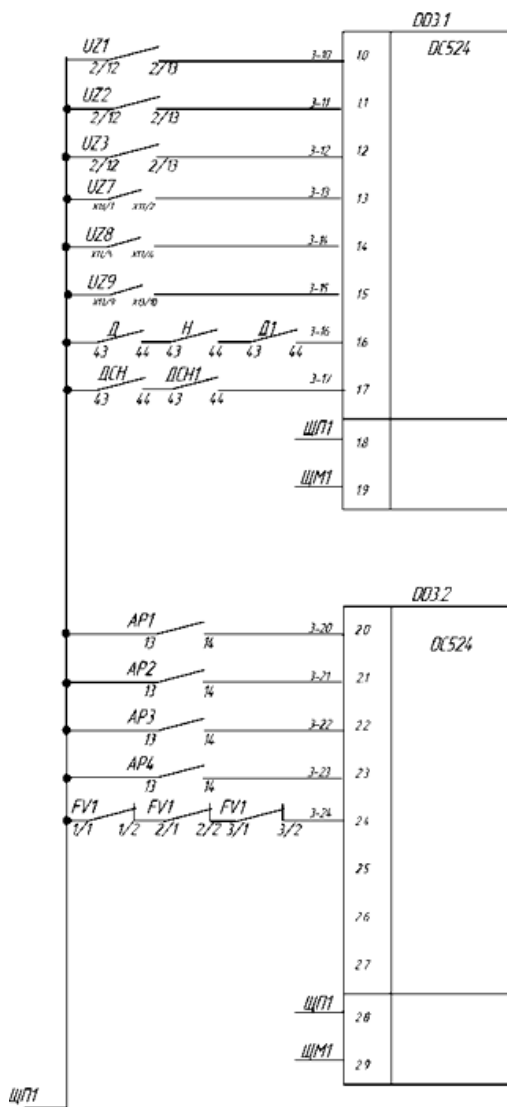 DD3.1
DC524
UZ1
2/12 2/13 3-10 10
UZ2
2/12 2/13 3-11 11
UZ3
2/12 2/13 3-12 12
UZ7
3-13 13
UZ8
3-14 14
UZ9
3-15 15
Д Н Д1 3-16 16
43 44 43 44 43 44
ДСН ДСН1 3-17 17
43 44 43 44
ЩП1 18
ЩМ1 19
DD3.2
DC524
AP1 3-20 20
13 14
AP2 3-21 21
13 14
AP3 3-22 22
13 14
AP4 3-23 23
13 14
FV1 FV1 FV1 3-24 24
1/1 1/2 2/1 2/2 3/1 3/2
25
26
27
ЩП1 28
ЩМ1 29
ЩП1